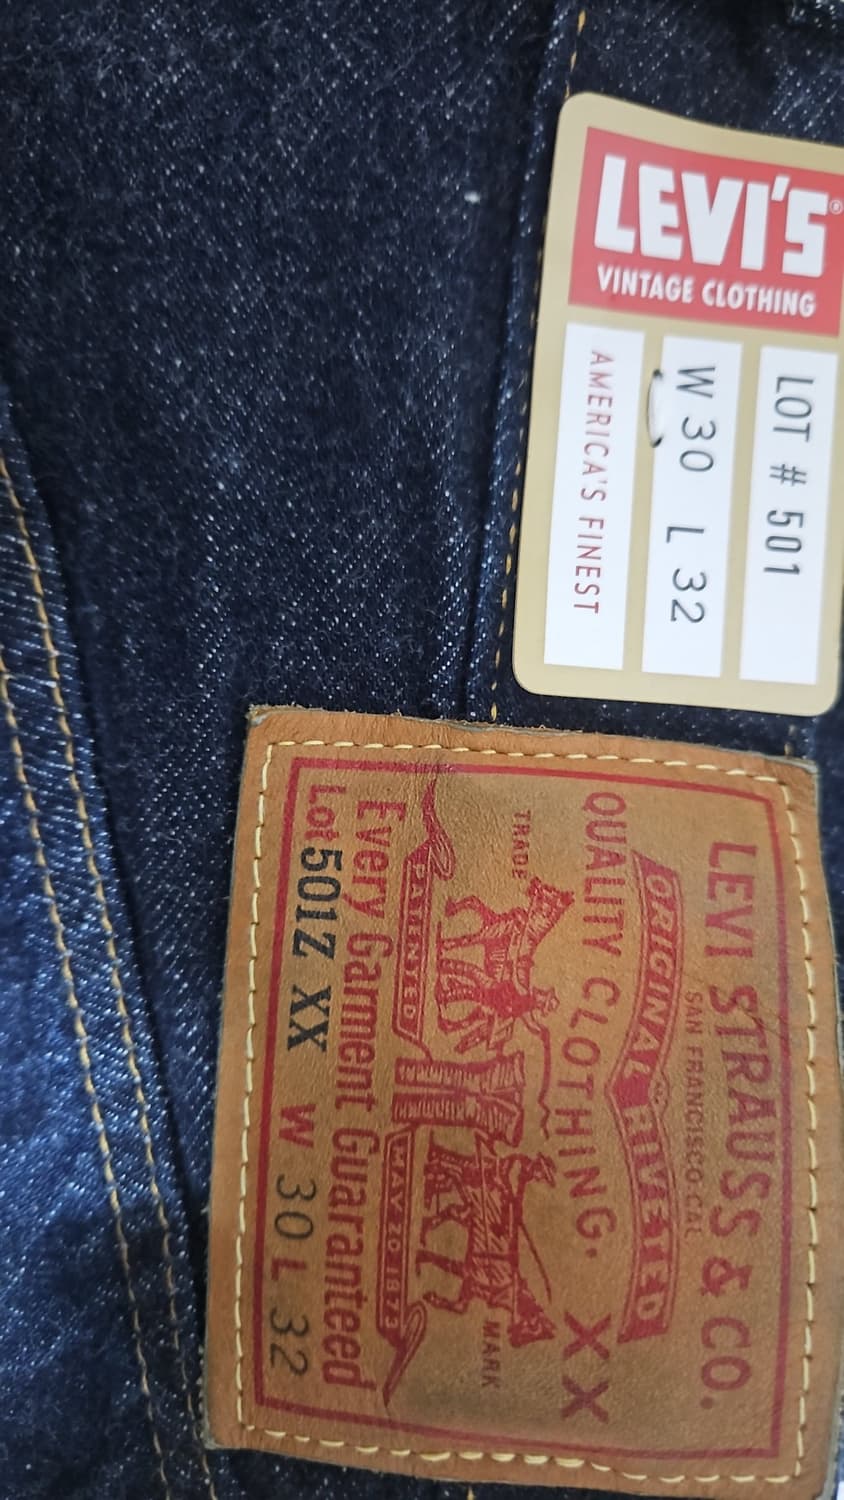 LEVI'S®
VINTAGE CLOTHING
LOT # 501
W 30 L 32
AMERICA'S FINEST
LEVI STRAUSS & CO.
SAN FRANCISCO. CAL
ORIGINAL RIVETED
QUALITY CLOTHING. XX
TRADE MARK
PATENTED MAY 20 1873
Every Garment Guaranteed
Lot 501Z XX W 30 L 32